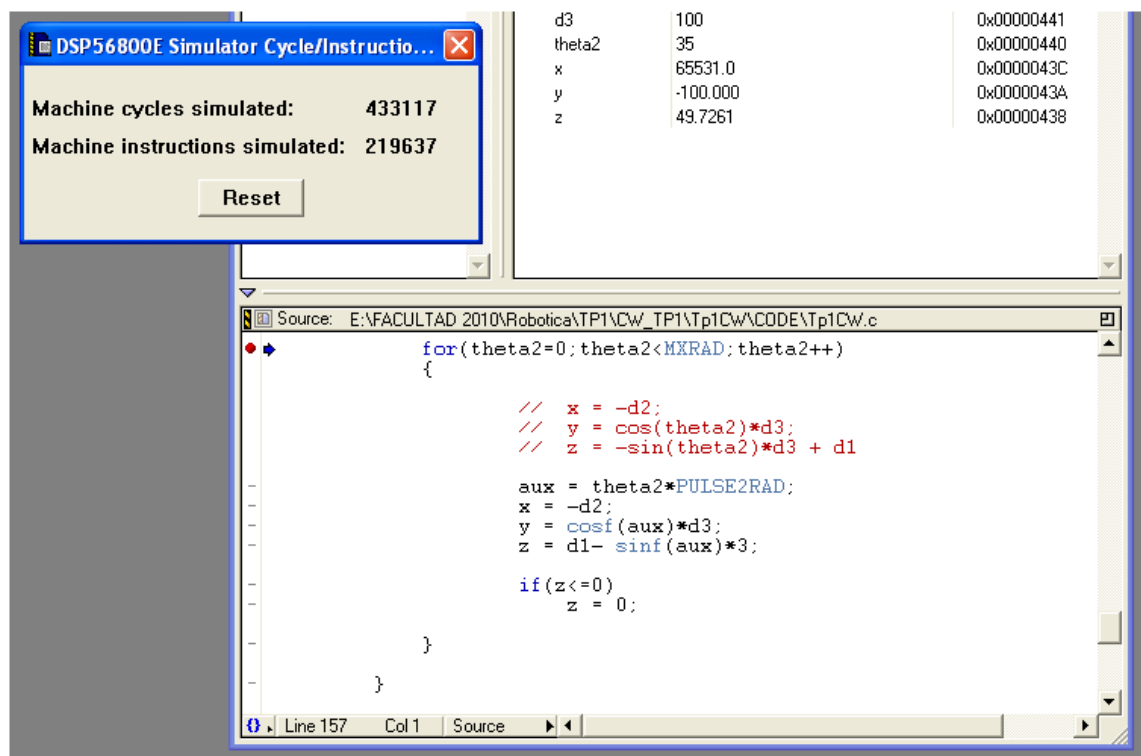 DSP56800E Simulator Cycle/Instructio...
Machine cycles simulated: 433117
Machine instructions simulated: 219637
Reset
d3 100 0x00000441
theta2 35 0x00000440
x 65531.0 0x0000043C
y -100.000 0x0000043A
z 49.7261 0x00000438
Source: E:\FACULTAD 2010\Robotica\TP1\CW_TP1\Tp1CW\CODE\Tp1CW.c
for(theta2=0;theta2<MXRAD;theta2++)
{
// x = -d2;
// y = cos(theta2)*d3;
// z = -sin(theta2)*d3 + d1
aux = theta2*PULSE2RAD;
x = -d2;
y = cosf(aux)*d3;
z = d1- sinf(aux)*3;
if(z<=0)
z = 0;
}
}
Line 157 Col 1 Source